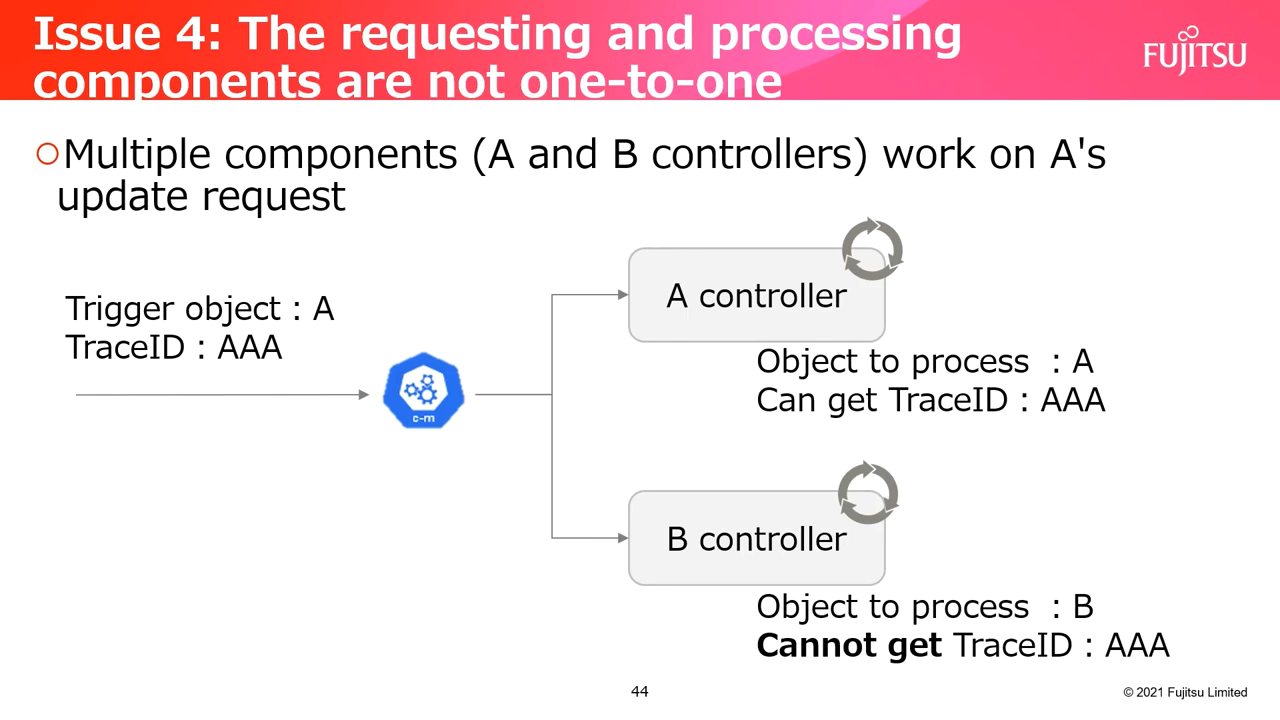 Issue 4: The requesting and processing
components are not one-to-one
FUJITSU
Multiple components (A and B controllers) work on A's
update request
Trigger object : A
TraceID : AAA
c-m
A controller
Object to process : A
Can get TraceID : AAA
B controller
Object to process : B
Cannot get TraceID : AAA
44
© 2021 Fujitsu Limited